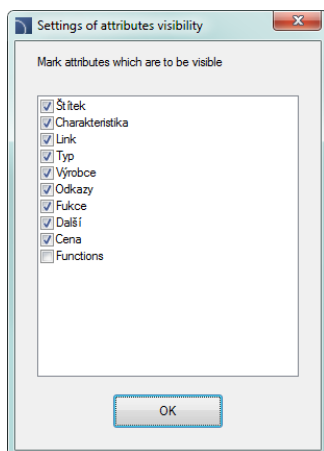 Settings of attributes visibility
Mark attributes which are to be visible
Štítek
Charakteristika
Link
Typ
Výrobce
Odkazy
Fukce
Další
Cena
Functions
OK